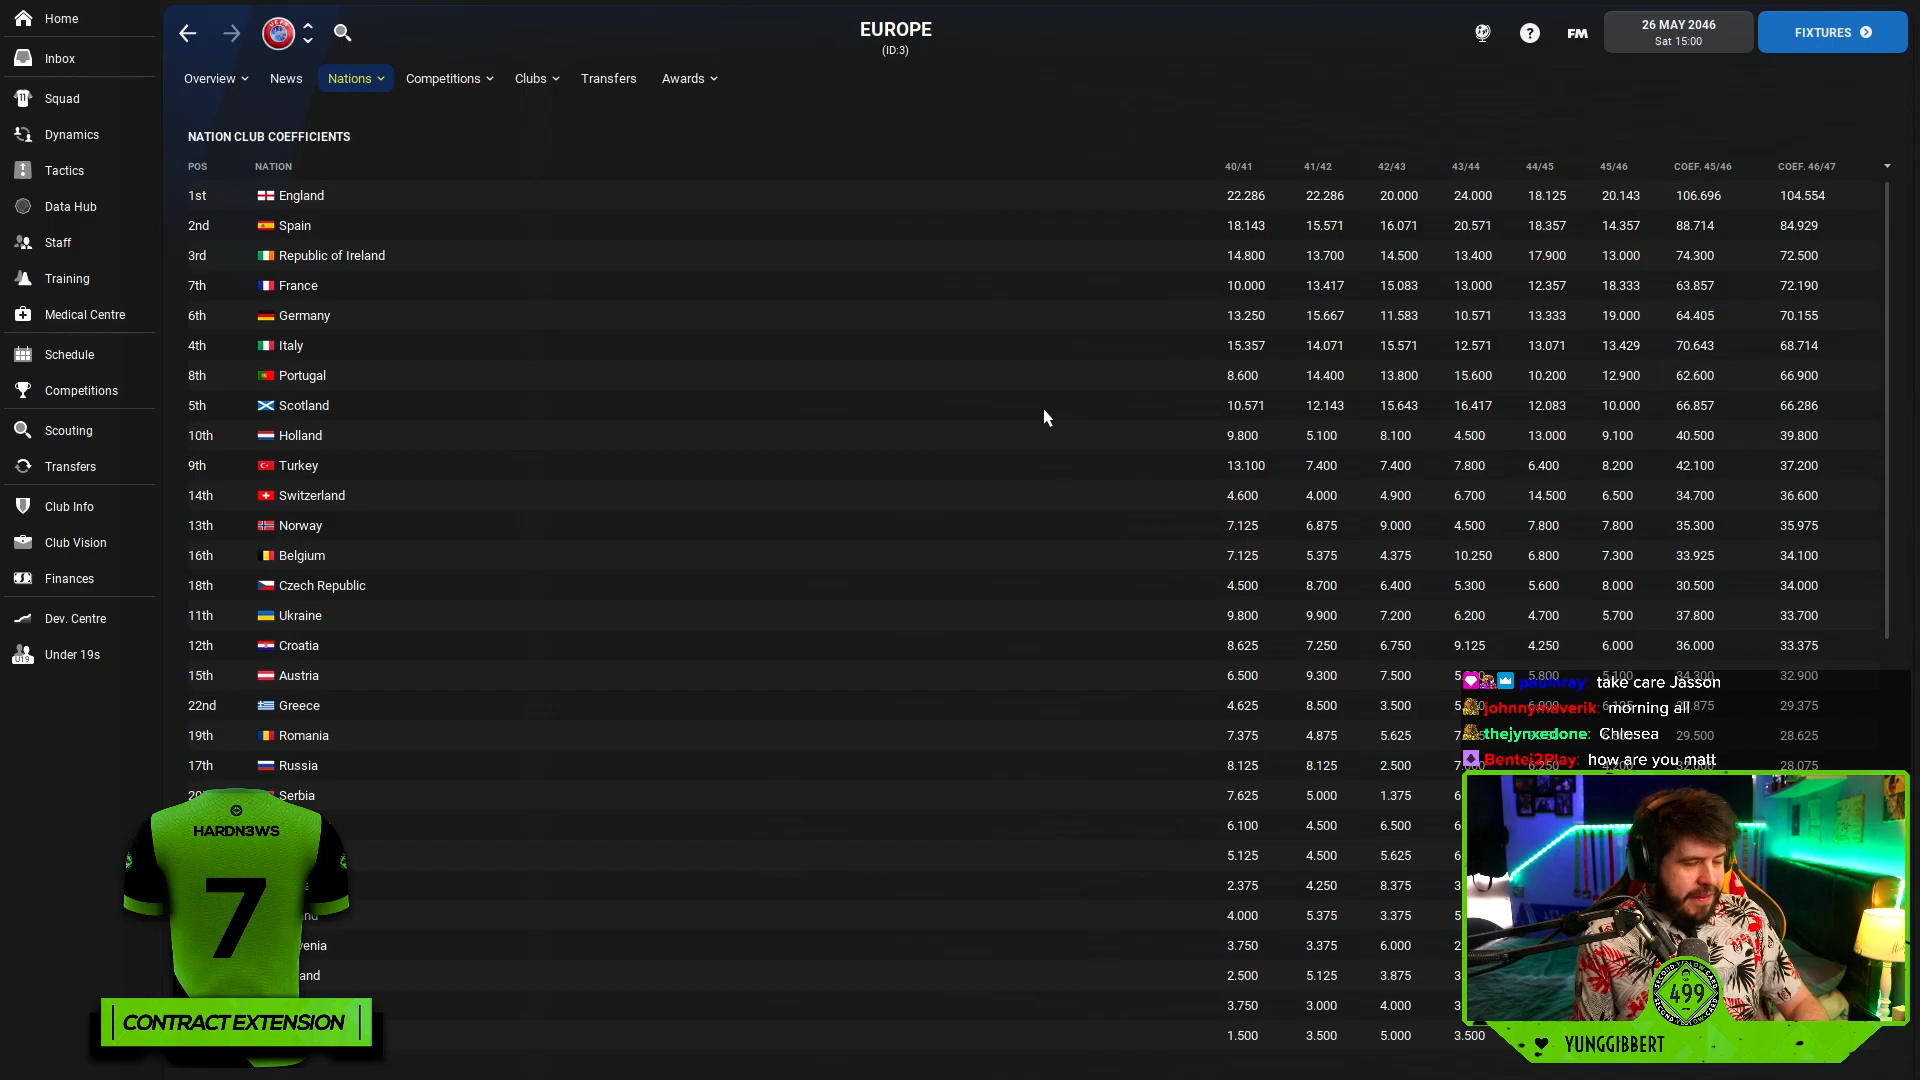 Home
Inbox
Squad
Dynamics
Tactics
Data Hub
Staff
Training
Medical Centre
Schedule
Competitions
Scouting
Transfers
Club Info
Club Vision
Finances
Dev. Centre
Under 19s
EUROPE
(ID:3)
FM
26 MAY 2046
Sat 15:00
FIXTURES
Overview News Nations Competitions Clubs Transfers Awards
NATION CLUB COEFFICIENTS
POS NATION 40/41 41/42 42/43 43/44 44/45 45/46 COEF. 45/46 COEF. 46/47
1st England 22.286 22.286 20.000 24.000 18.125 20.143 106.696 104.554
2nd Spain 18.143 15.571 16.071 20.571 18.357 14.357 88.714 84.929
3rd Republic of Ireland 14.800 13.700 14.500 13.400 17.900 13.000 74.300 72.500
7th France 10.000 13.417 15.083 13.000 12.357 18.333 63.857 72.190
6th Germany 13.250 15.667 11.583 10.571 13.333 19.000 64.405 70.155
4th Italy 15.357 14.071 15.571 12.571 13.071 13.429 70.643 68.714
8th Portugal 8.600 14.400 13.800 15.600 10.200 12.900 62.600 66.900
5th Scotland 10.571 12.143 15.643 16.417 12.083 10.000 66.857 66.286
10th Holland 9.800 5.100 8.100 4.500 13.000 9.100 40.500 39.800
9th Turkey 13.100 7.400 7.400 7.800 6.400 8.200 42.100 37.200
14th Switzerland 4.600 4.000 4.900 6.700 14.500 6.500 34.700 36.600
13th Norway 7.125 6.875 9.000 4.500 7.800 7.800 35.300 35.975
16th Belgium 7.125 5.375 4.375 10.250 6.800 7.300 33.925 34.100
18th Czech Republic 4.500 8.700 6.400 5.300 5.600 8.000 30.500 34.000
11th Ukraine 9.800 9.900 7.200 6.200 4.700 5.700 37.800 33.700
12th Croatia 8.625 7.250 6.750 9.125 4.250 6.000 36.000 33.375
15th Austria 6.500 9.300 7.500 5.800 5.100 34.300 32.900
22nd Greece 4.625 8.500 3.500 29.375
19th Romania 7.375 4.875 5.625 29.500 28.625
17th Russia 8.125 8.125 2.500 28.075
Serbia 7.625 5.000 1.375
6.100 4.500 6.500
5.125 4.500 5.625
2.375 4.250 8.375
4.000 5.375 3.375
3.750 3.375 6.000
2.500 5.125 3.875
3.750 3.000 4.000
1.500 3.500 5.000 3.500
paulnray: take care Jasson
johnnymaverik: morning all
thejynxedone: Chlesea
Bentej2Play: how are you matt
HARDN3WS
7
CONTRACT EXTENSION
SECOND YELLOW CARD
499
YUNGGIBBERT